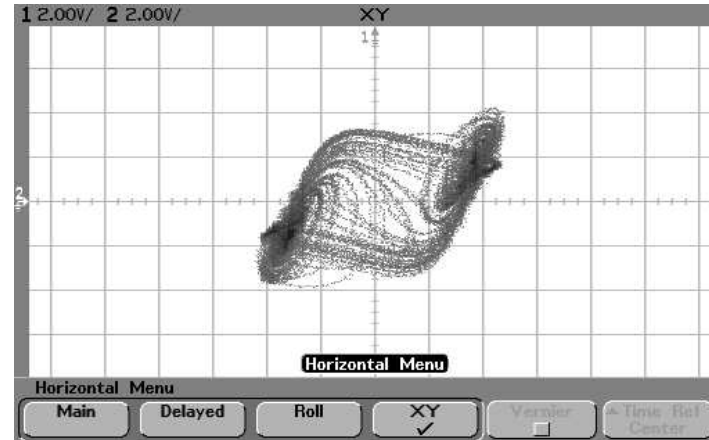 1 2.00V/ 2 2.00V/ XY
1
2
Horizontal Menu
Horizontal Menu
Main Delayed Roll XY Vernier Time Ref Center